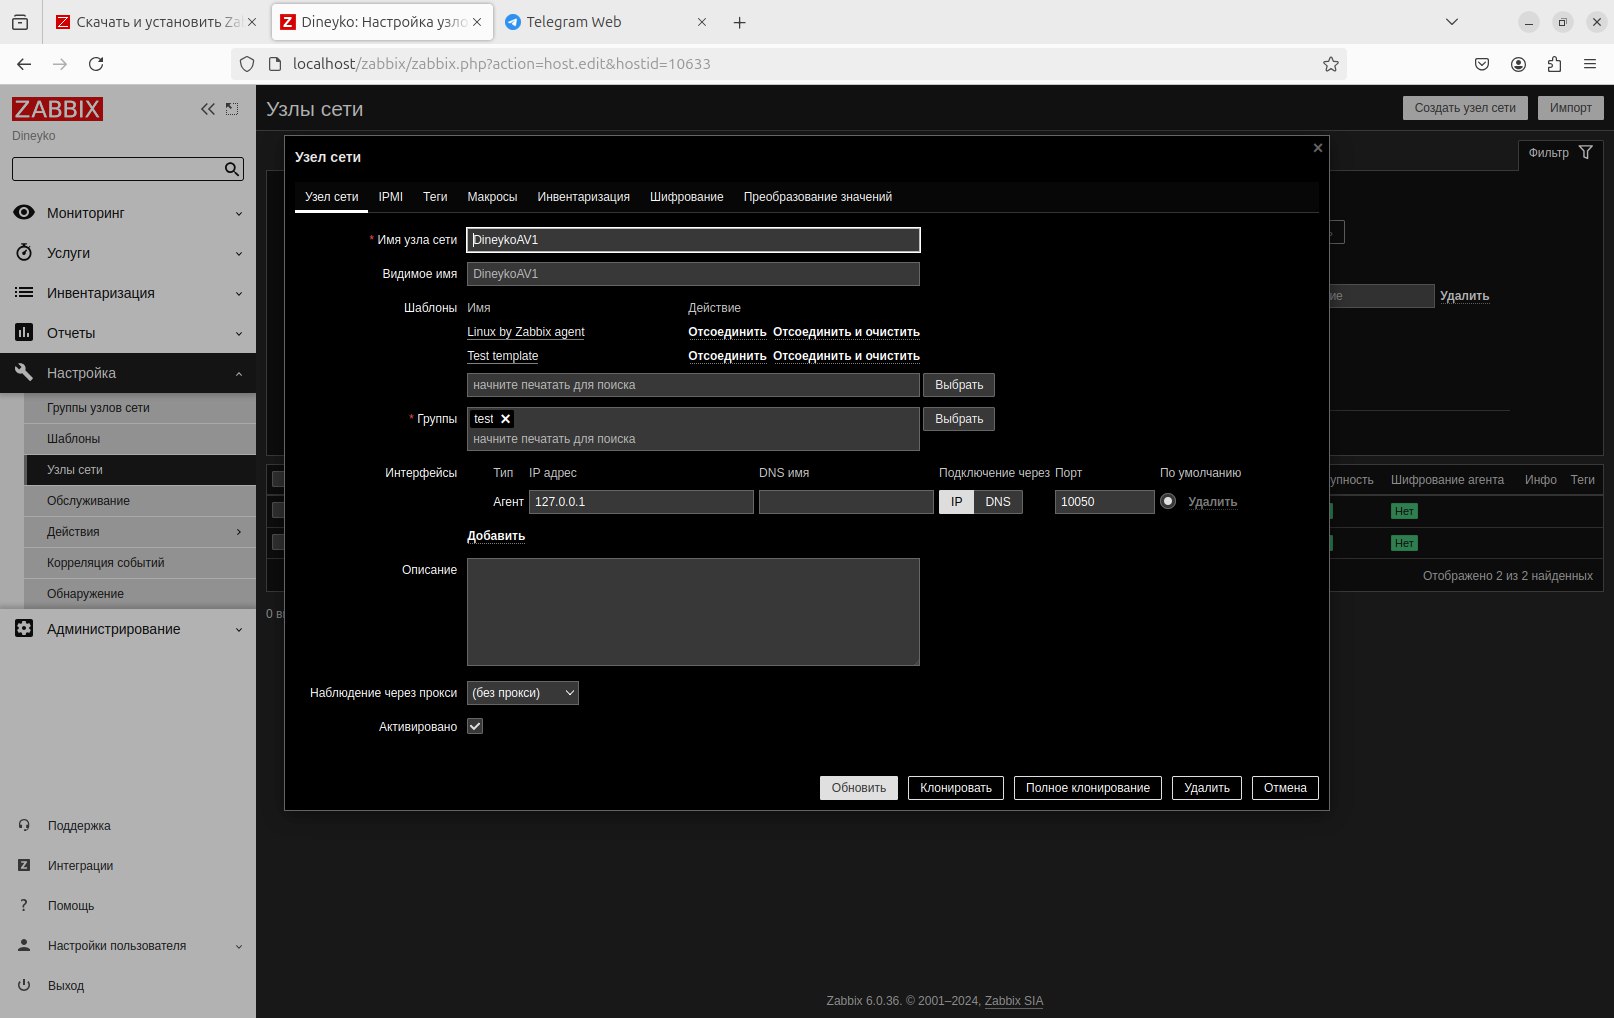 Скачать и установить Za
Dineyko: Настройка узло
Telegram Web
localhost/zabbix/zabbix.php?action=host.edit&hostid=10633
ZABBIX
Dineyko
Мониторинг
Услуги
Инвентаризация
Отчеты
Настройка
Группы узлов сети
Шаблоны
Узлы сети
Обслуживание
Действия
Корреляция событий
Обнаружение
Администрирование
Поддержка
Z Интеграции
? Помощь
Настройки пользователя
Выход
Узлы сети
Создать узел сети Импорт
Фильтр
Удалить
Шифрование агента Инфо Теги
Нет
Нет
Отображено 2 из 2 найденных
Узел сети
Узел сети IPMI Теги Макросы Инвентаризация Шифрование Преобразование значений
* Имя узла сети DineykoAV1
Видимое имя DineykoAV1
Шаблоны Имя Действие
Linux by Zabbix agent Отсоединить Отсоединить и очистить
Test template Отсоединить Отсоединить и очистить
начните печатать для поиска Выбрать
* Группы test Выбрать
начните печатать для поиска
Интерфейсы Тип IP адрес DNS имя Подключение через Порт По умолчанию
Агент 127.0.0.1 IP DNS 10050 Удалить
Добавить
Описание
Наблюдение через прокси (без прокси)
Активировано
Обновить Клонировать Полное клонирование Удалить Отмена
Zabbix 6.0.36. © 2001–2024, Zabbix SIA